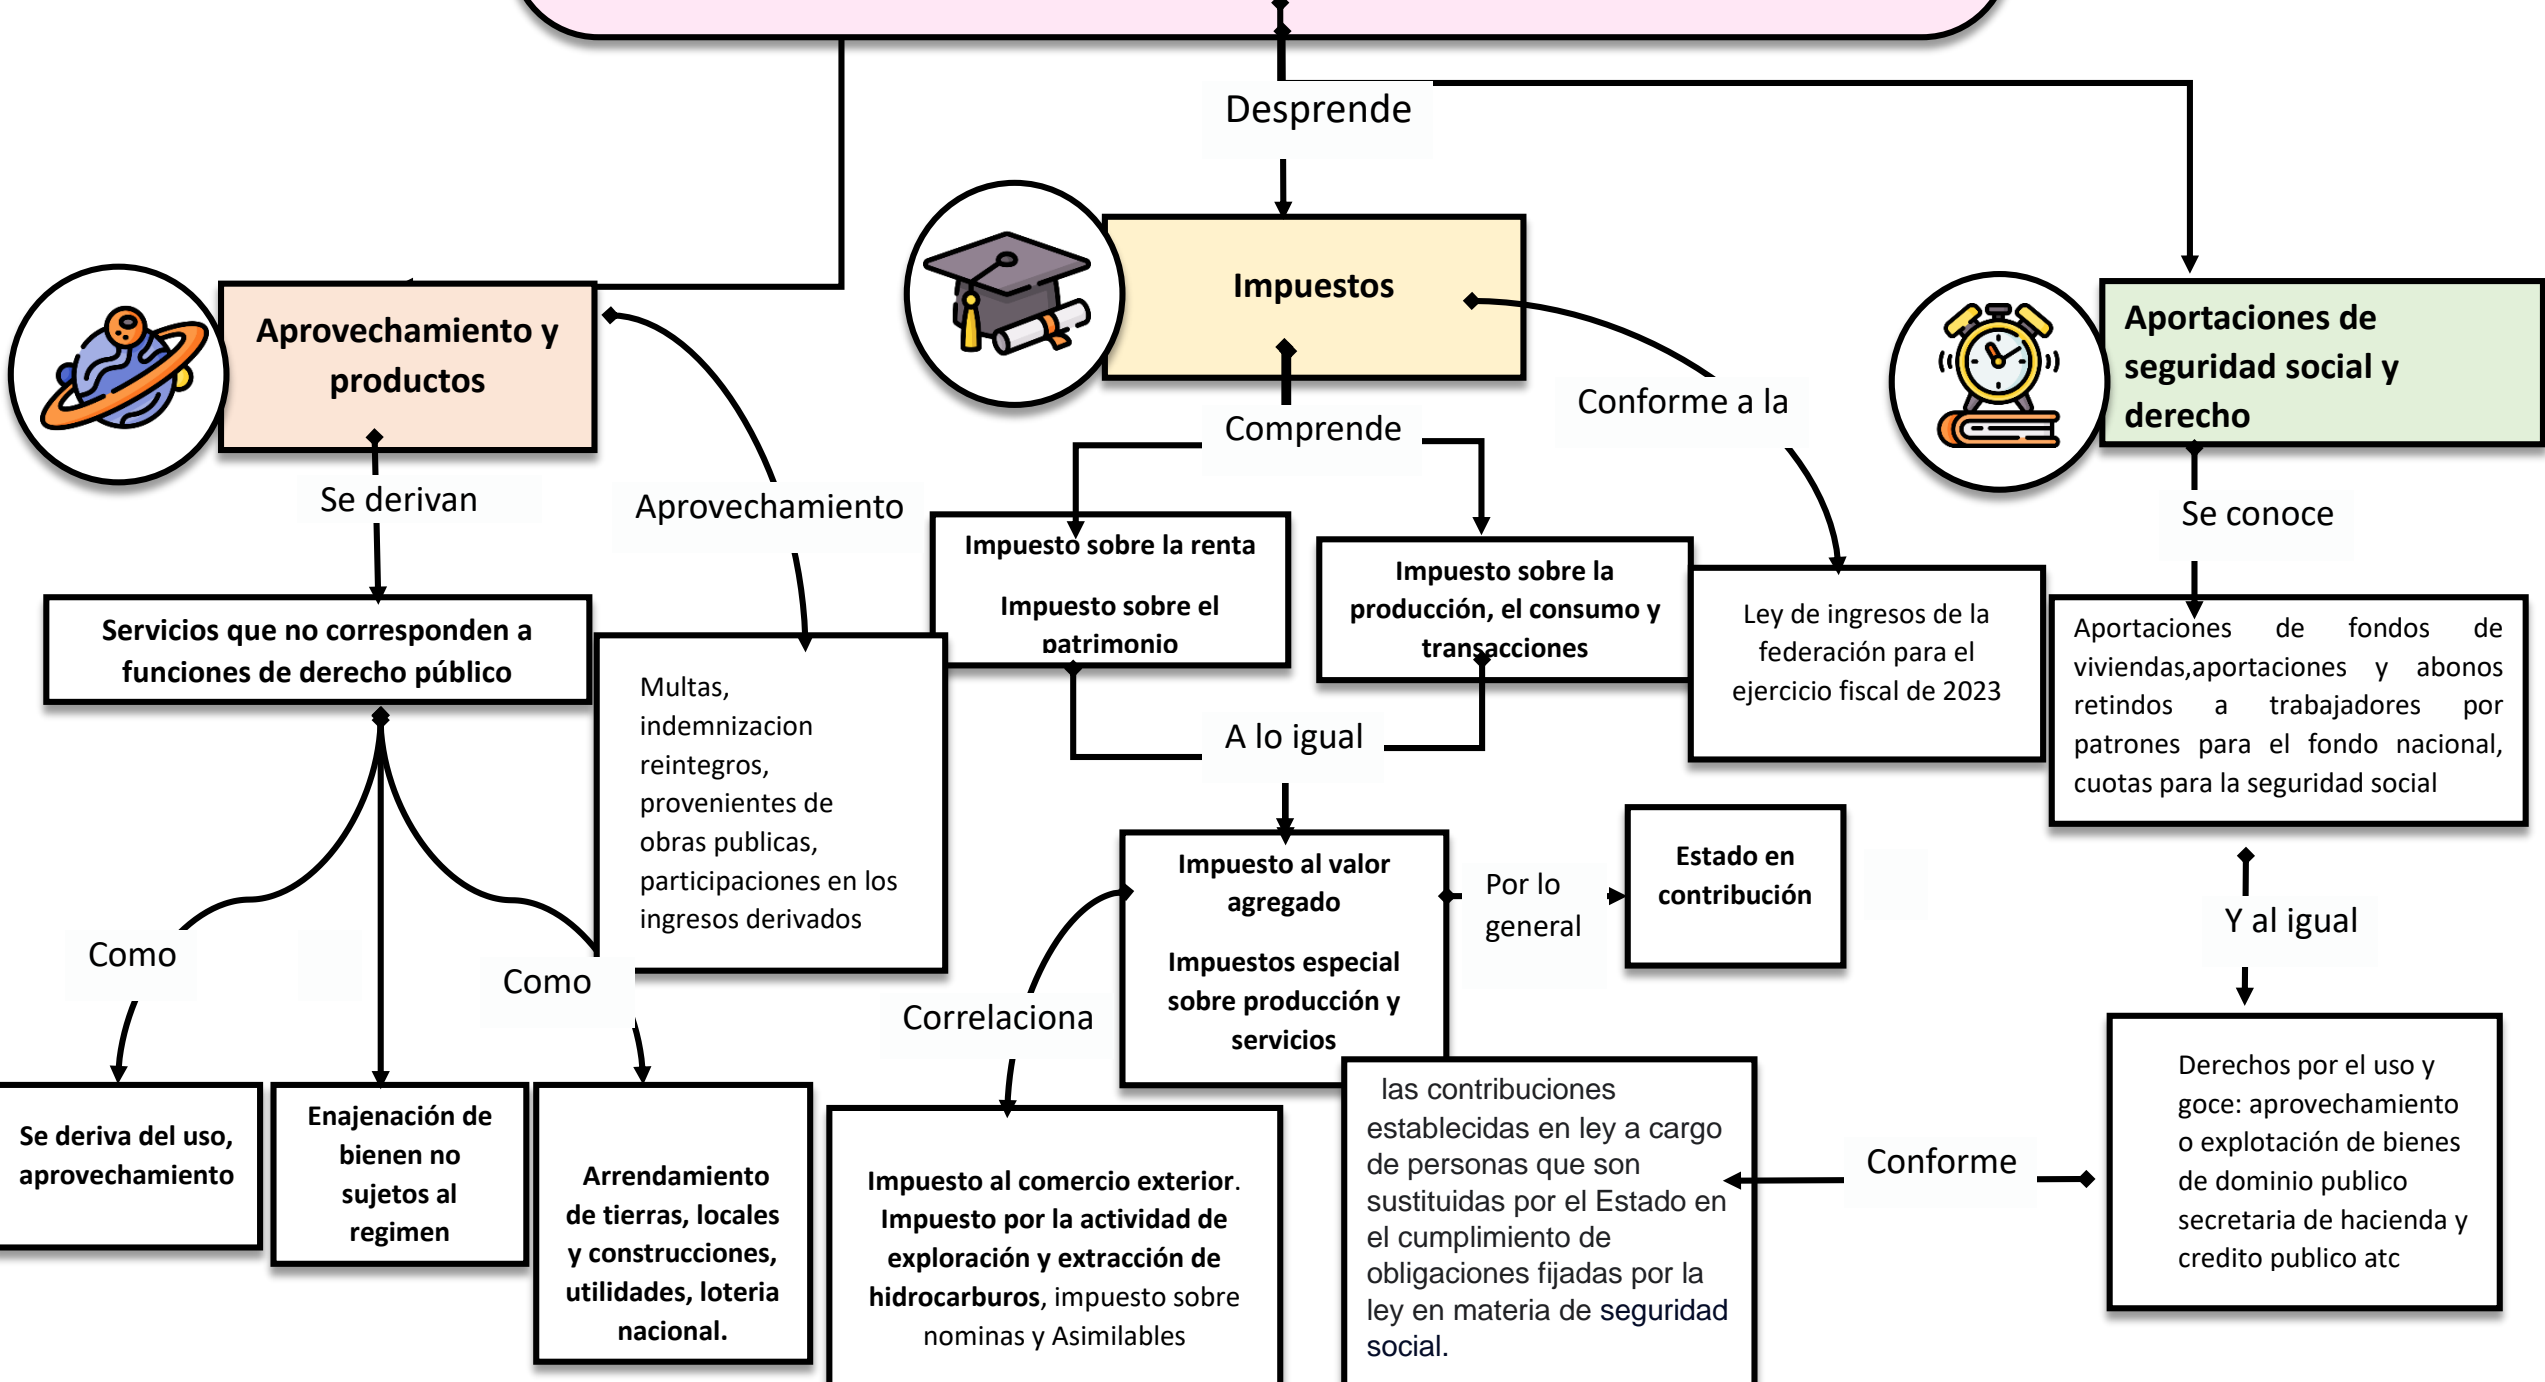 Desprende
Impuestos
Aprovechamiento y
productos
Aportaciones de
seguridad social y
derecho
Conforme a la
Comprende
Se derivan
Aprovechamiento
Se conoce
Impuesto sobre la renta
Impuesto sobre el
patrimonio
Impuesto sobre la
producción, el consumo y
transacciones
Ley de ingresos de la
federación para el
ejercicio fiscal de 2023
Aportaciones de fondos de
viviendas,aportaciones y abonos
retindos a trabajadores por
patrones para el fondo nacional,
cuotas para la seguridad social
Servicios que no corresponden a
funciones de derecho público
Multas,
indemnizacion
reintegros,
provenientes de
obras publicas,
participaciones en los
ingresos derivados
A lo igual
Impuesto al valor
agregado
Impuestos especial
sobre producción y
servicios
Por lo
general
Estado en
contribución
Y al igual
Como
Como
Correlaciona
Se deriva del uso,
aprovechamiento
Enajenación de
bienen no
sujetos al
regimen
Arrendamiento
de tierras, locales
y construcciones,
utilidades, loteria
nacional.
Impuesto al comercio exterior.
Impuesto por la actividad de
exploración y extracción de
hidrocarburos, impuesto sobre
nominas y Asimilables
las contribuciones
establecidas en ley a cargo
de personas que son
sustituidas por el Estado en
el cumplimiento de
obligaciones fijadas por la
ley en materia de seguridad
social.
Conforme
Derechos por el uso y
goce: aprovechamiento
o explotación de bienes
de dominio publico
secretaria de hacienda y
credito publico atc